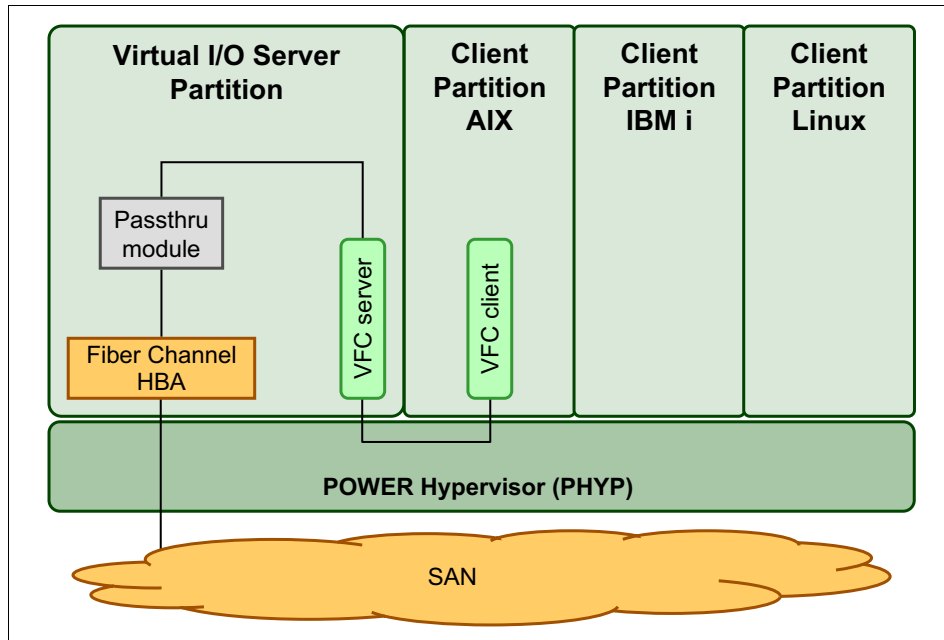 Virtual I/O Server
Partition
Client
Partition
AIX
Client
Partition
IBM i
Client
Partition
Linux
Passthru
module
VFC server
VFC client
Fiber Channel
HBA
POWER Hypervisor (PHYP)
SAN